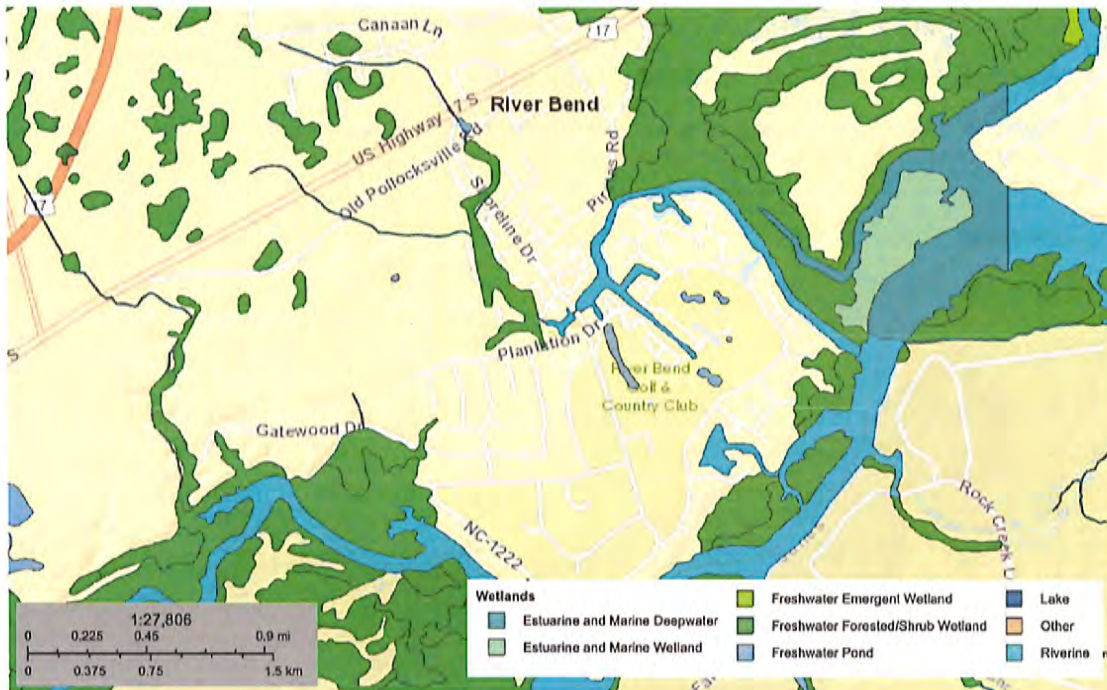 Canaan Ln
17
River Bend
US Highway 17 S
Old Pollocksville Rd
Pirates Rd
Shoreline Dr
17
S
Plantation Dr
River Bend
Golf &
Country Club
Gatewood Dr
NC-1222
Rock Creek L
1:27,806
0 0.225 0.45 0.9 mi
0 0.375 0.75 1.5 km
Wetlands
Estuarine and Marine Deepwater
Estuarine and Marine Welland
Freshwater Emergent Wetland
Freshwater Forested/Shrub Wetland
Freshwater Pond
Lake
Other
Riverine